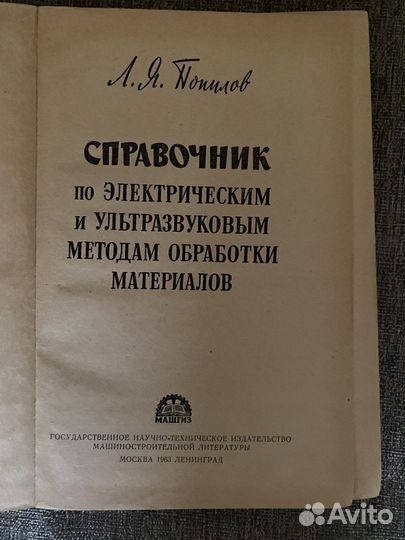 Л. Я. Попилов
СПРАВОЧНИК
ПО ЭЛЕКТРИЧЕСКИМ
И УЛЬТРАЗВУКОВЫМ
МЕТОДАМ ОБРАБОТКИ
МАТЕРИАЛОВ
МАШГИЗ
ГОСУДАРСТВЕННОЕ НАУЧНО-ТЕХНИЧЕСКОЕ ИЗДАТЕЛЬСТВО
МАШИНОСТРОИТЕЛЬНОЙ ЛИТЕРАТУРЫ
МОСКВА 1963 ЛЕНИНГРАД
Avito